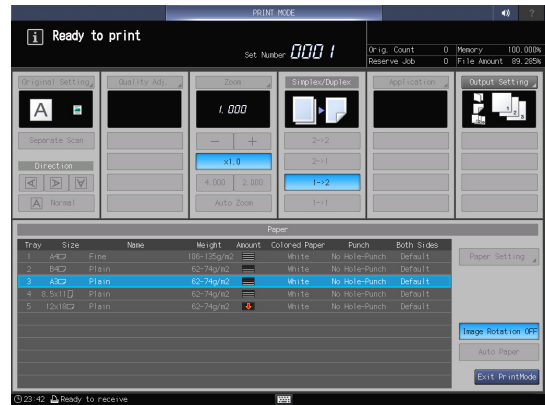 PRINT MODE
?
i Ready to print
Set Number 0001
Orig. Count 0 Memory 100.000%
Reserve Job 0 File Amount 89.285%
Original Setting Quality Adj. Zoom Simplex/Duplex Application Output Setting
A 1.000 1 2 3
Separate Scan - + 2->2
Direction x1.0 2->1
A A A 4.000 2.000 1->2
A Normal Auto Zoom 1->1
Paper
Tray Size Name Weight Amount Colored Paper Punch Both Sides
1 A4 Fine 106-135g/m2 White No Hole-Punch Default Paper Setting
2 B4 Plain 62-74g/m2 White No Hole-Punch Default
3 A3 Plain 62-74g/m2 White No Hole-Punch Default
4 8.5x11 Plain 62-74g/m2 White No Hole-Punch Default
5 12x18 Plain 62-74g/m2 White No Hole-Punch Default
Image Rotation OFF
Auto Paper
Exit PrintMode
23:42 Ready to receive